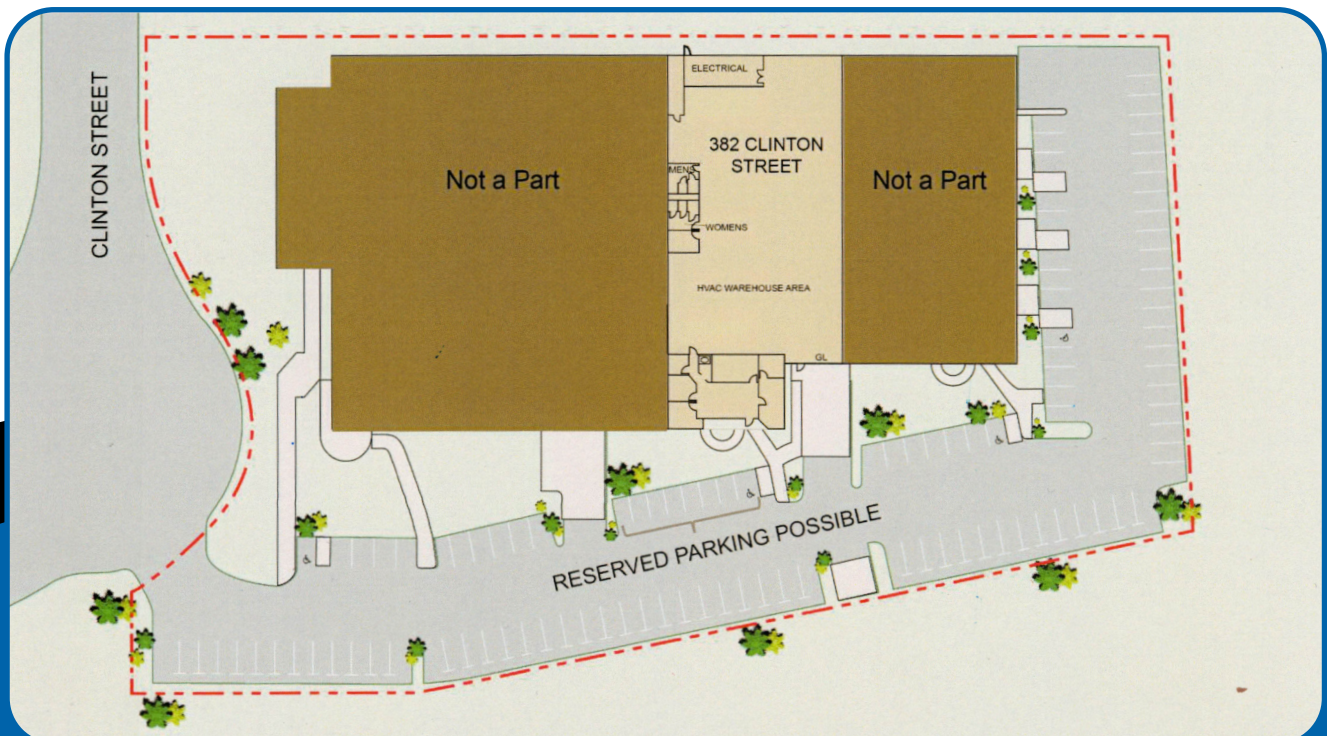 CLINTON STREET
ELECTRICAL
382 CLINTON
STREET
Not a Part
Not a Part
MENS
WOMENS
HVAC WAREHOUSE AREA
GL
RESERVED PARKING POSSIBLE